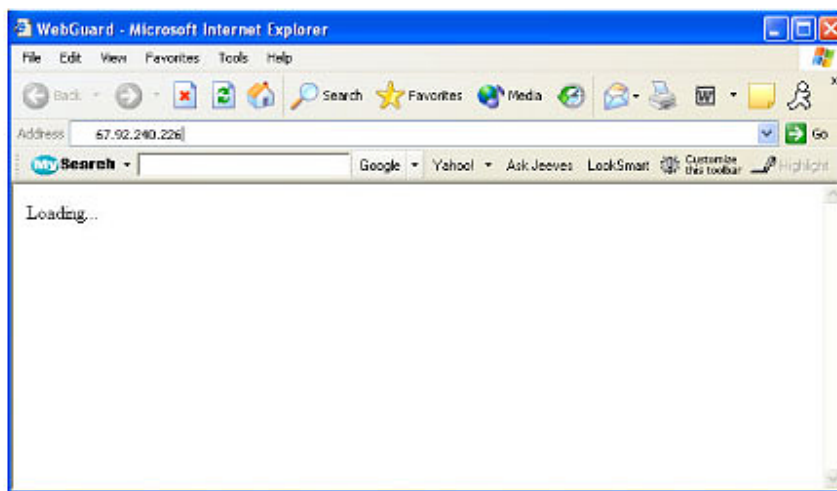 WebGuard - Microsoft Internet Explorer
File Edit View Favorites Tools Help
Back Search Favorites Media W
Address 67.92.240.226 Go
My Search Google Yahoo! Ask Jeeves LookSmart Customize this toolbar Highlight
Loading...